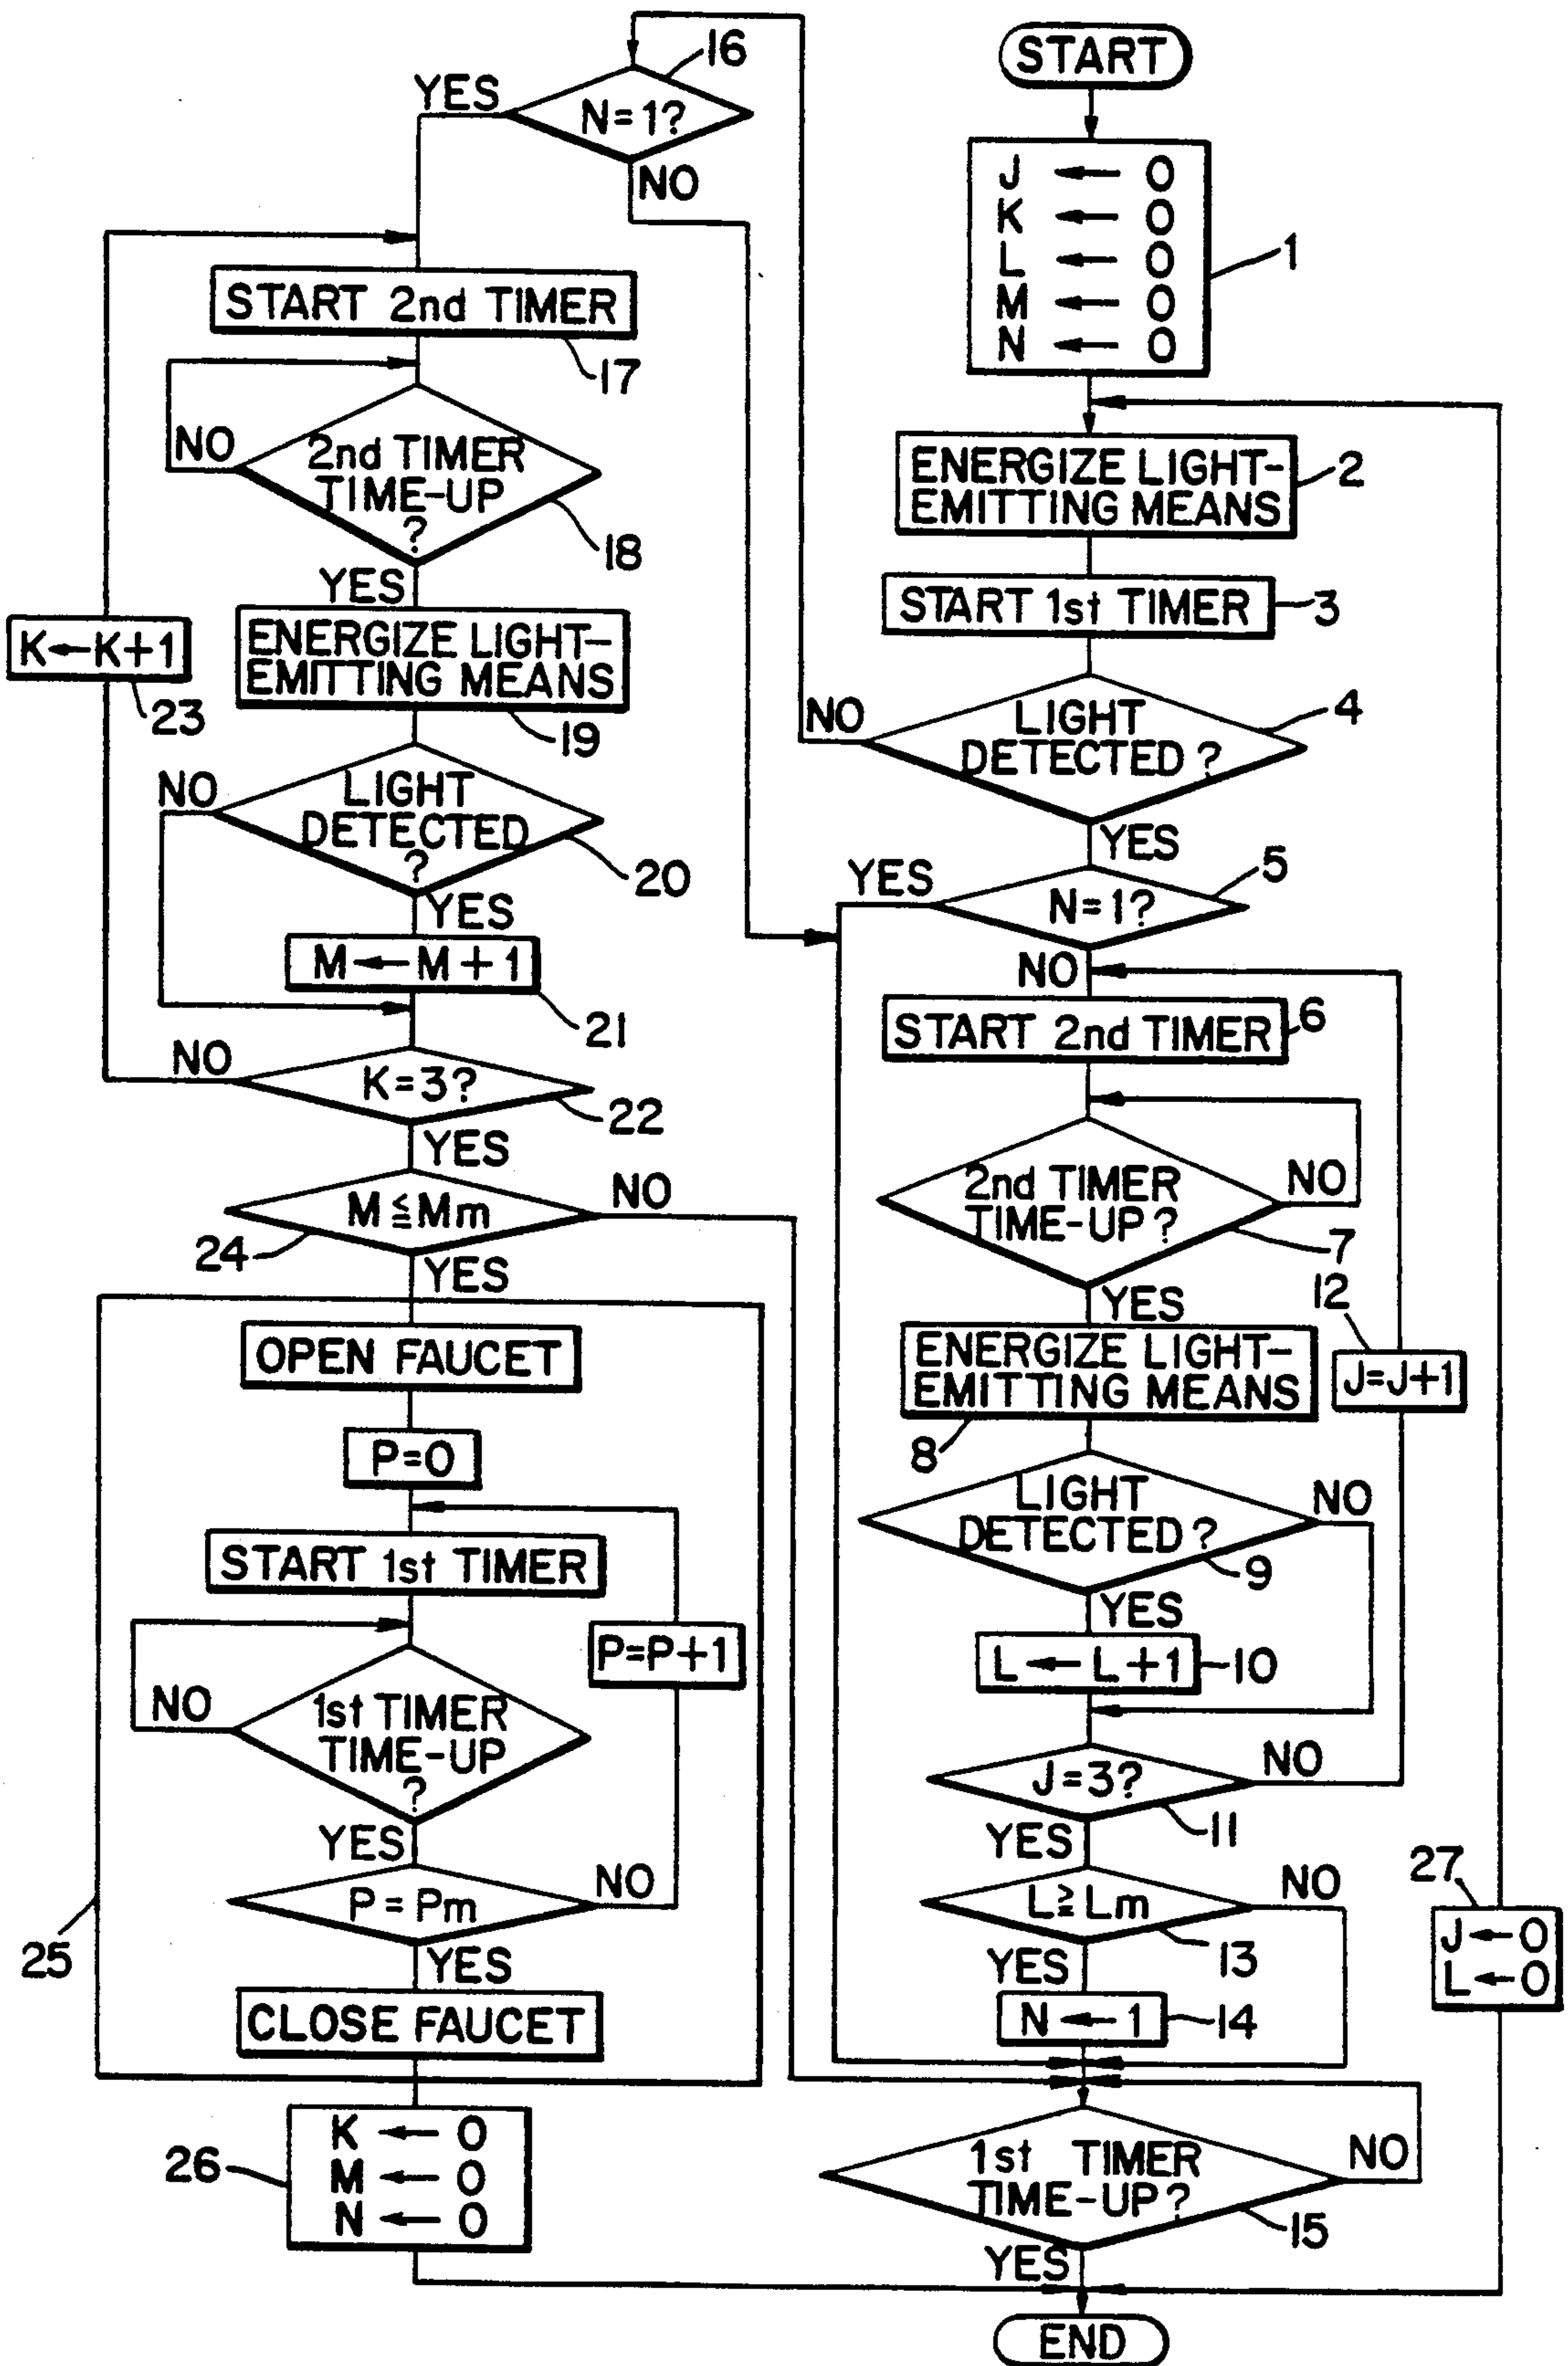 START
J ← 0
K ← 0
L ← 0
M ← 0
N ← 0
1
ENERGIZE LIGHT-
EMITTING MEANS
2
START 1st TIMER
3
LIGHT
DETECTED ?
4
NO
YES
N=1?
5
YES
NO
START 2nd TIMER
6
2nd TIMER
TIME-UP ?
7
NO
YES
ENERGIZE LIGHT-
EMITTING MEANS
8
LIGHT
DETECTED ?
9
NO
YES
L ← L + 1
10
J=3?
11
NO
YES
12
J=J+1
L ≧ Lm
13
NO
YES
N ← 1
14
1st TIMER
TIME-UP ?
15
NO
YES
27
J ← 0
L ← 0
END
16
N=1?
YES
NO
START 2nd TIMER
17
2nd TIMER
TIME-UP
?
18
NO
YES
ENERGIZE LIGHT-
EMITTING MEANS
19
LIGHT
DETECTED
?
20
NO
YES
M ← M + 1
21
K=3?
22
NO
YES
K←K+1
23
M ≦ Mm
24
NO
YES
OPEN FAUCET
P=0
START 1st TIMER
1st TIMER
TIME-UP
?
NO
YES
P=P+1
P = Pm
NO
YES
CLOSE FAUCET
25
K ← 0
M ← 0
N ← 0
26